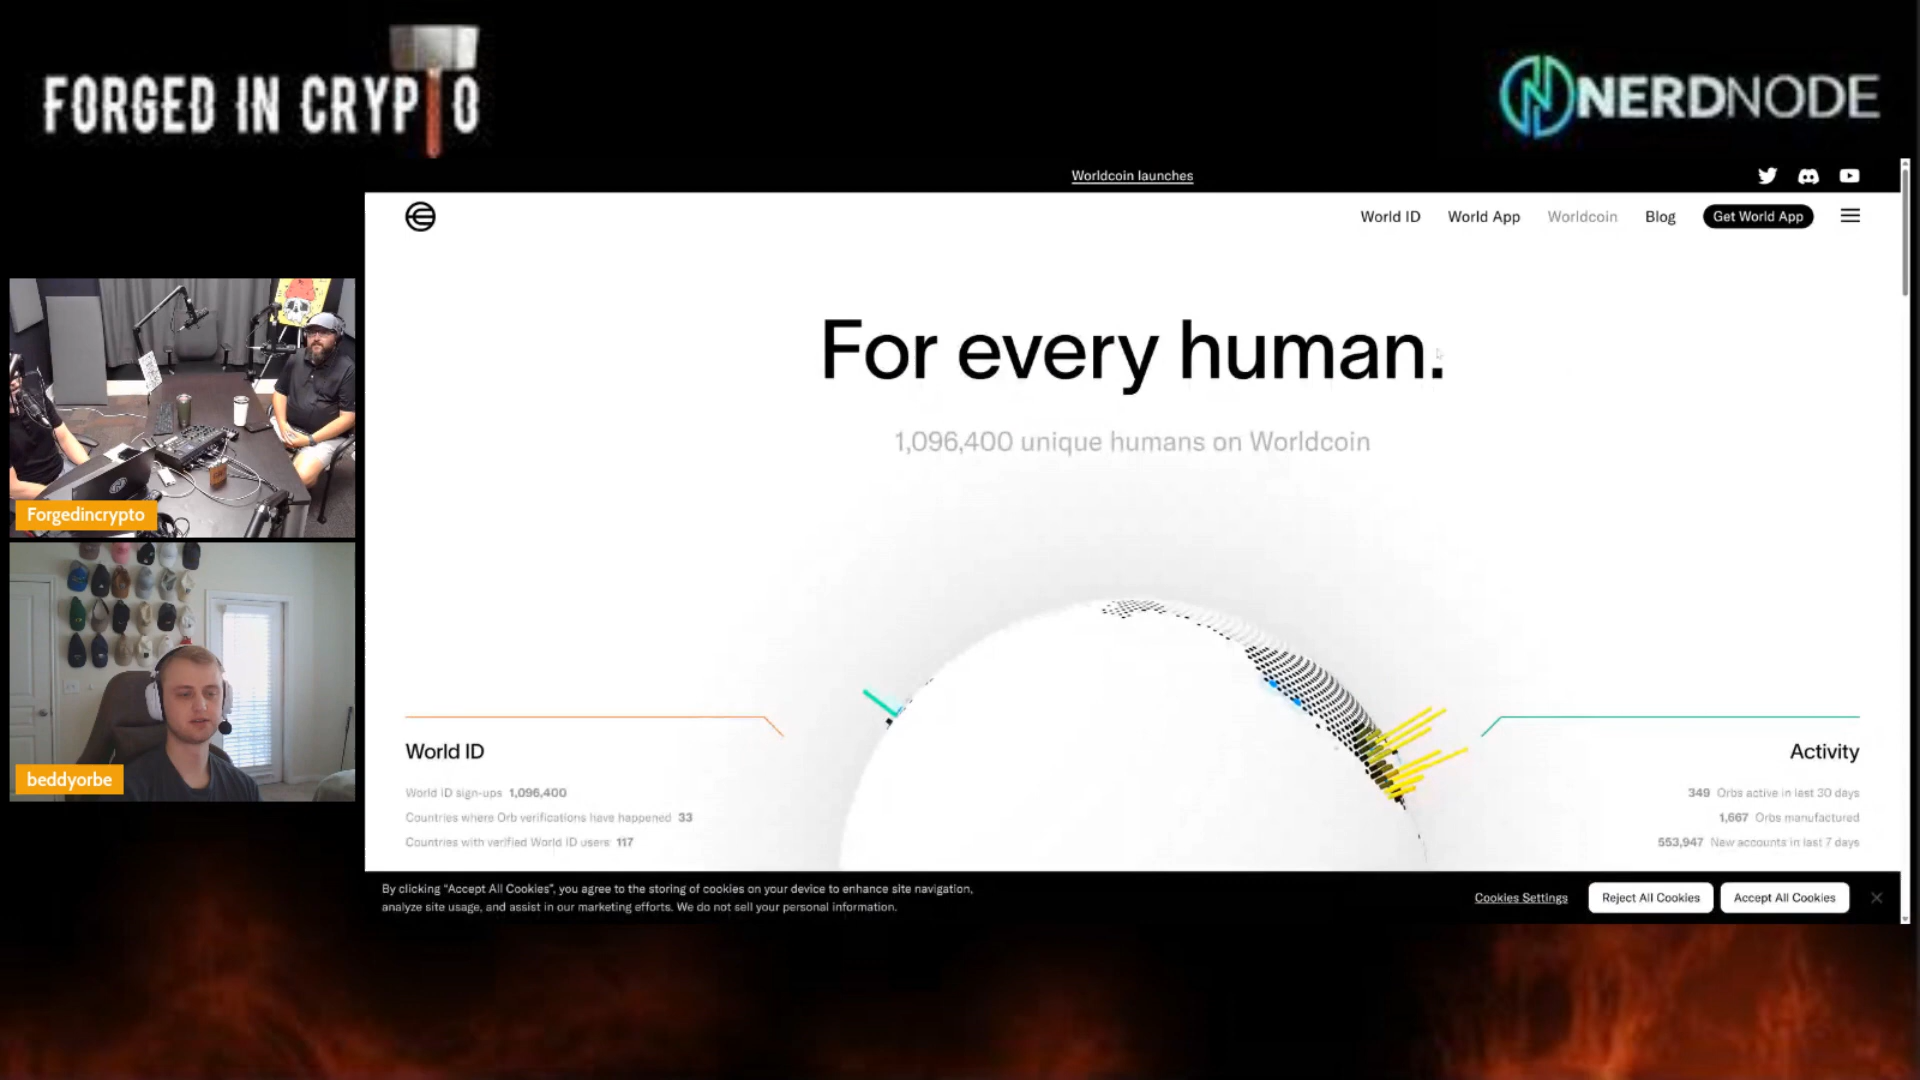 FORGED IN CRYPTO
NERDNODE
Worldcoin launches
World ID
World App
Worldcoin
Blog
Get World App
For every human.
1,096,400 unique humans on Worldcoin
World ID
World ID sign-ups 1,096,400
Countries where Orb verifications have happened 33
Countries with verified World ID users 117
Activity
349 Orbs active in last 30 days
1,667 Orbs manufactured
553,947 New accounts in last 7 days
By clicking "Accept All Cookies", you agree to the storing of cookies on your device to enhance site navigation,
analyze site usage, and assist in our marketing efforts. We do not sell your personal information.
Cookies Settings
Reject All Cookies
Accept All Cookies
Forgedincrypto
beddyorbe